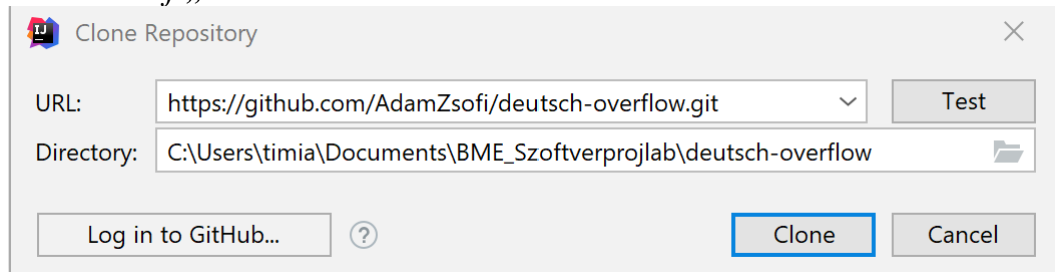 Clone Repository
URL: https://github.com/AdamZsofi/deutsch-overflow.git Test
Directory: C:\Users\timia\Documents\BME_Szoftverprojlab\deutsch-overflow
Log in to GitHub... ? Clone Cancel